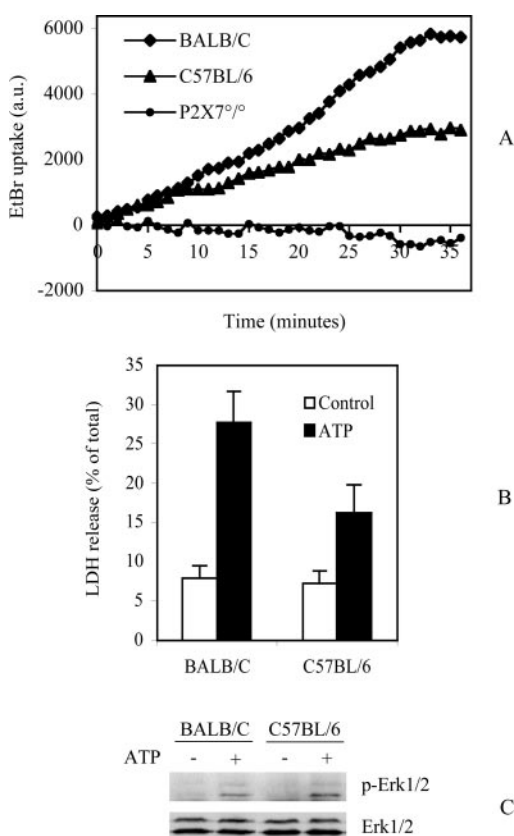 6000
4000
2000
0
-2000
EtBr uptake (a.u.)
BALB/C
C57BL/6
P2X7°/°
A
0 5 10 15 20 25 30 35
Time (minutes)
35
30
25
20
15
10
5
0
LDH release (% of total)
Control
ATP
B
BALB/C C57BL/6
BALB/C C57BL/6
ATP - + - +
p-Erk1/2
C
Erk1/2